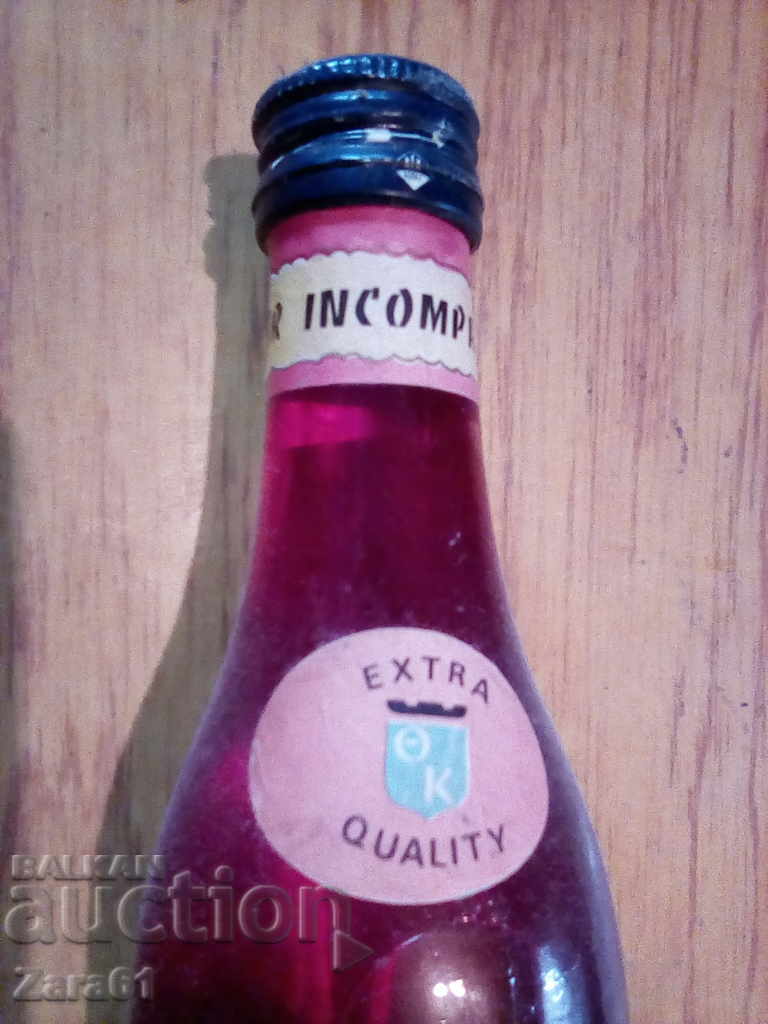 INCOMP
EXTRA
Θ
K
QUALITY
BALKAN
auction
Zara61